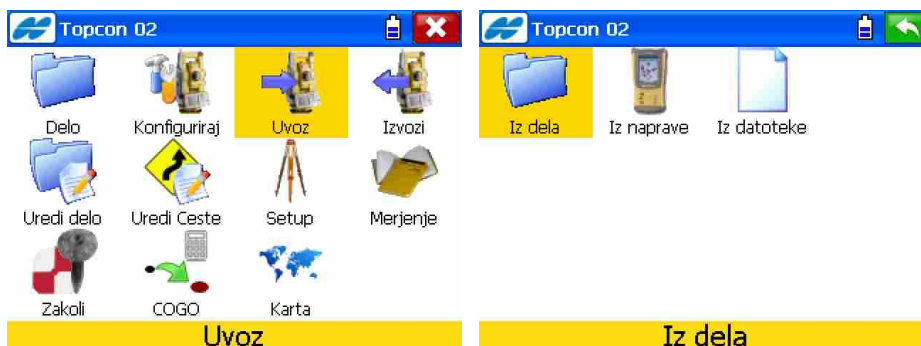 Topcon 02
Delo Konfiguriraj Uvoz Izvozi
Uredi delo Uredi Ceste Setup Merjenje
Zakoli COGO Karta
Uvoz
Topcon 02
Iz dela Iz naprave Iz datoteke
Iz dela